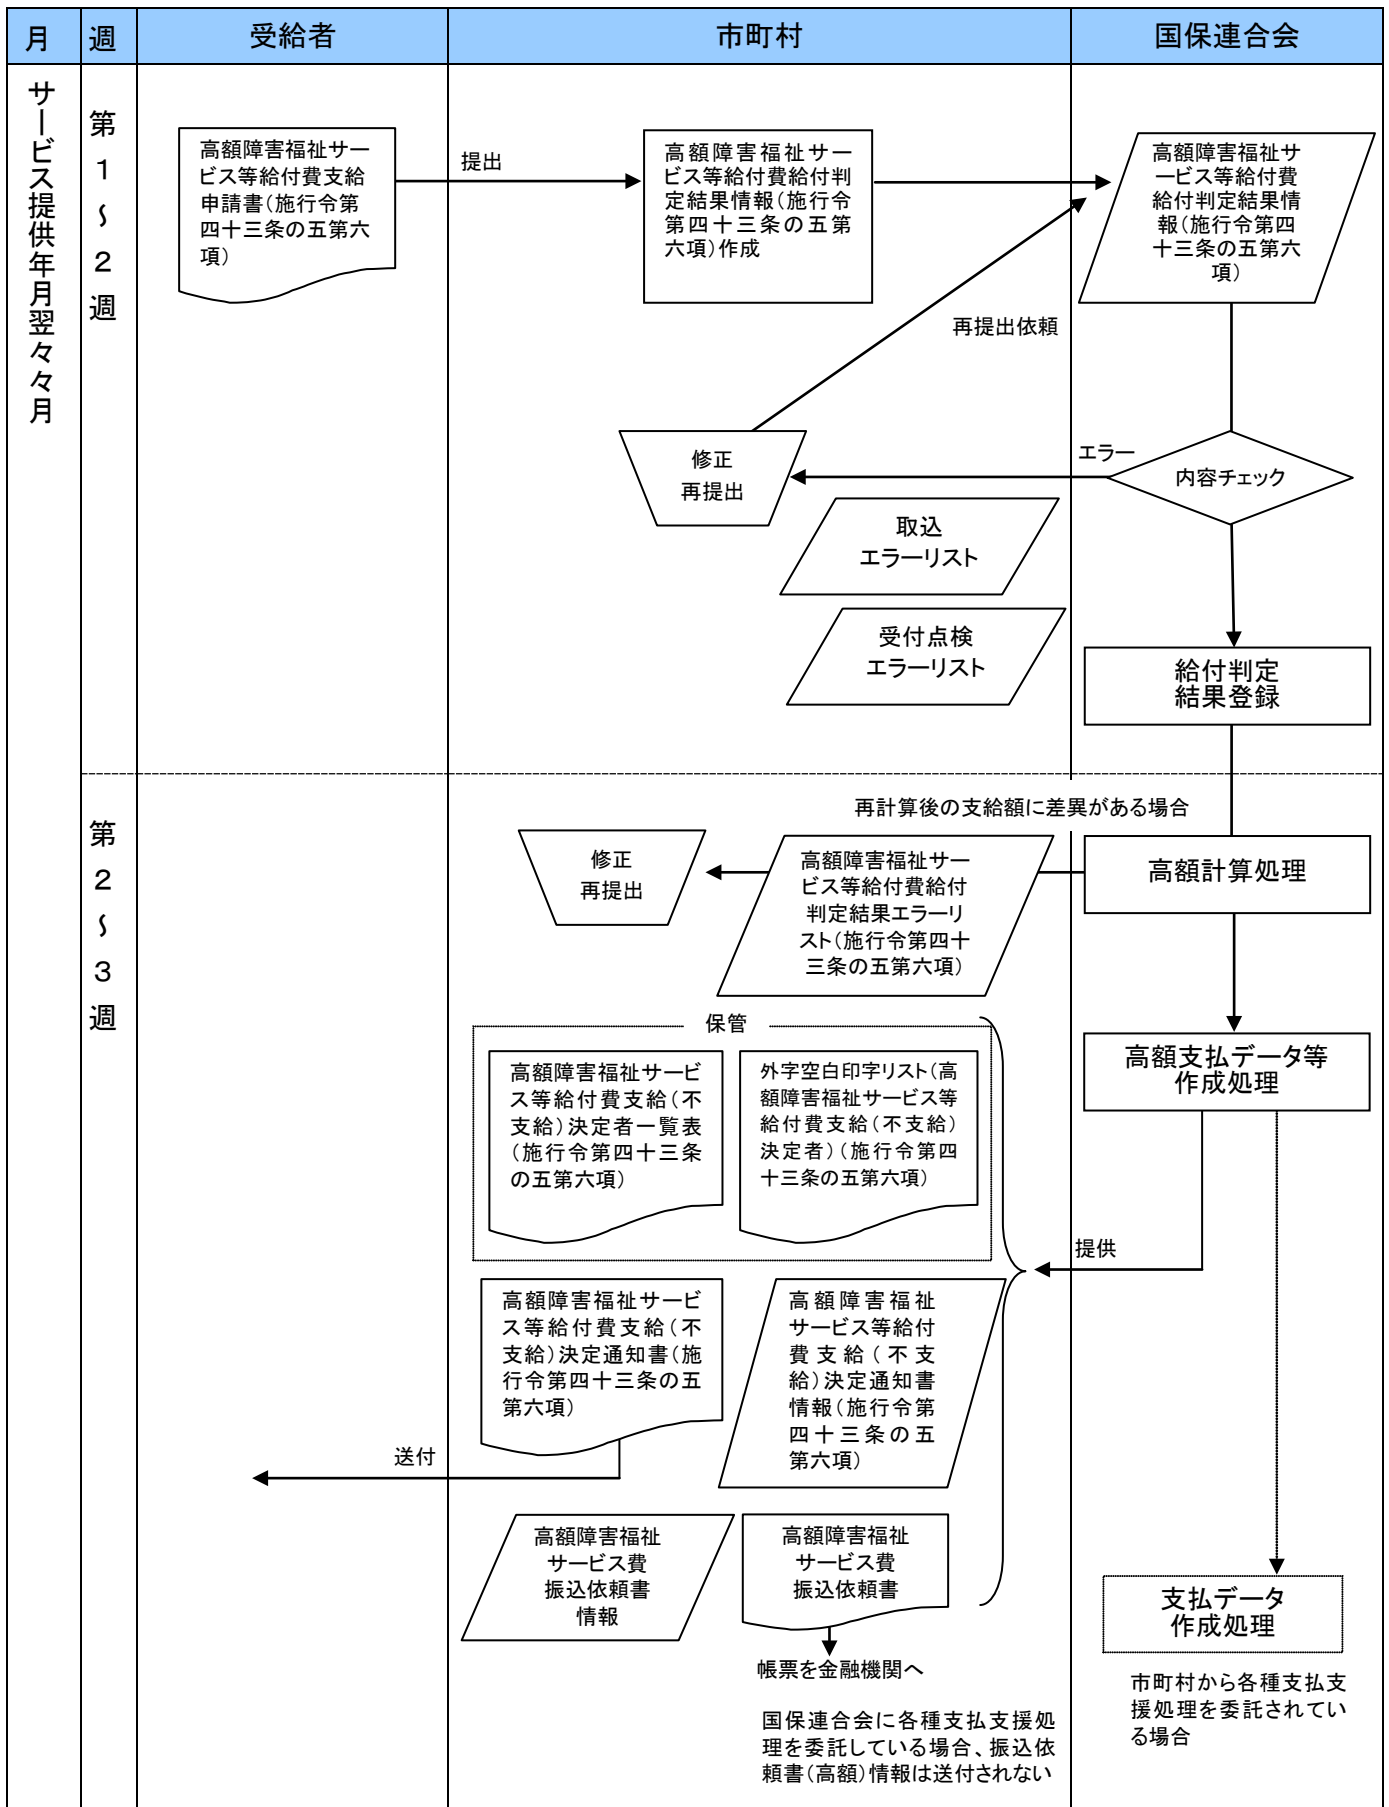 月
週
受給者
市町村
国保連合会
サービス提供年月翌々々月
第１～２週
高額障害福祉サー
ビス等給付費支給
申請書(施行令第
四十三条の五第六
項)
提出
高額障害福祉サー
ビス等給付費給付判
定結果情報(施行令
第四十三条の五第
六項)作成
高額障害福祉サ
ービス等給付費
給付判定結果情
報(施行令第四
十三条の五第六
項)
再提出依頼
修正
再提出
エラー
内容チェック
取込
エラーリスト
受付点検
エラーリスト
給付判定
結果登録
第２～３週
再計算後の支給額に差異がある場合
修正
再提出
高額障害福祉サー
ビス等給付費給付
判定結果エラーリ
スト(施行令第四十
三条の五第六項)
高額計算処理
保管
高額障害福祉サービ
ス等給付費支給(不
支給)決定者一覧表
(施行令第四十三条
の五第六項)
外字空白印字リスト(高
額障害福祉サービス等
給付費支給(不支給)
決定者)(施行令第四
十三条の五第六項)
高額支払データ等
作成処理
提供
高額障害福祉サービ
ス等給付費支給(不
支給)決定通知書(施
行令第四十三条の五
第六項)
高額障害福祉
サービス等給付
費支給(不支
給)決定通知書
情報(施行令第
四十三条の五
第六項)
送付
高額障害福祉
サービス費
振込依頼書
情報
高額障害福祉
サービス費
振込依頼書
支払データ
作成処理
帳票を金融機関へ
市町村から各種支払支
援処理を委託されてい
る場合
国保連合会に各種支払支援処
理を委託している場合、振込依
頼書(高額)情報は送付されない